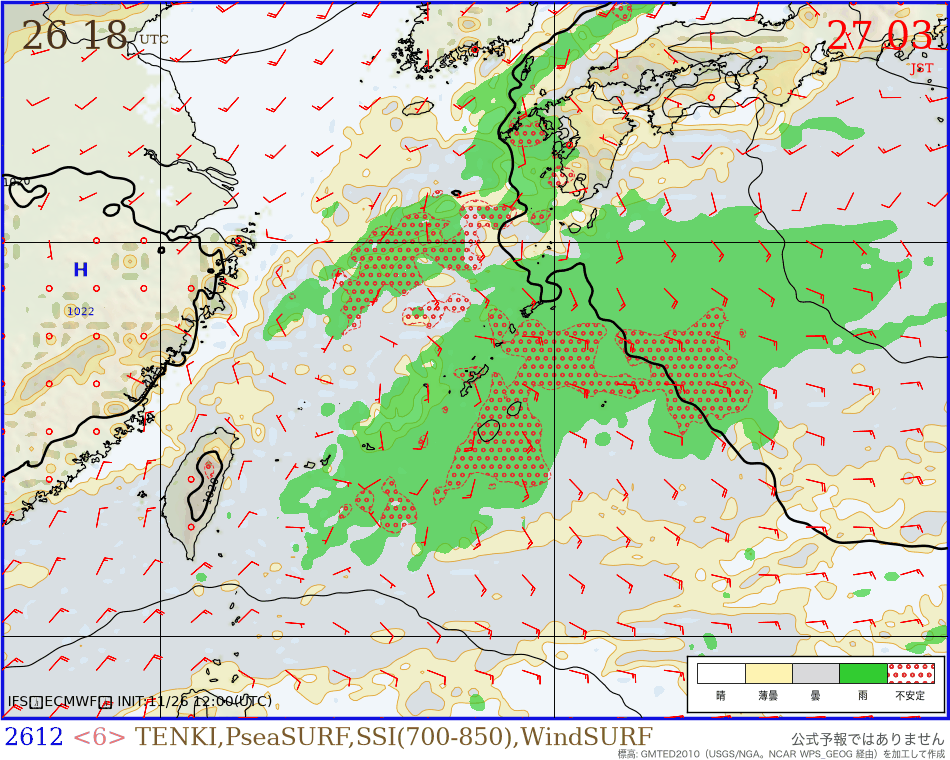 26 18 UTC
27 03 JST
1020
H
1022
1020
晴 薄曇 曇 雨 不安定
IFS□ECMWF□ INIT:11/26 12:00(UTC)
2612 <6> TENKI,PseaSURF,SSI(700-850),WindSURF
公式予報ではありません
標高: GMTED2010（USGS/NGA。NCAR WPS_GEOG 経由）を加工して作成